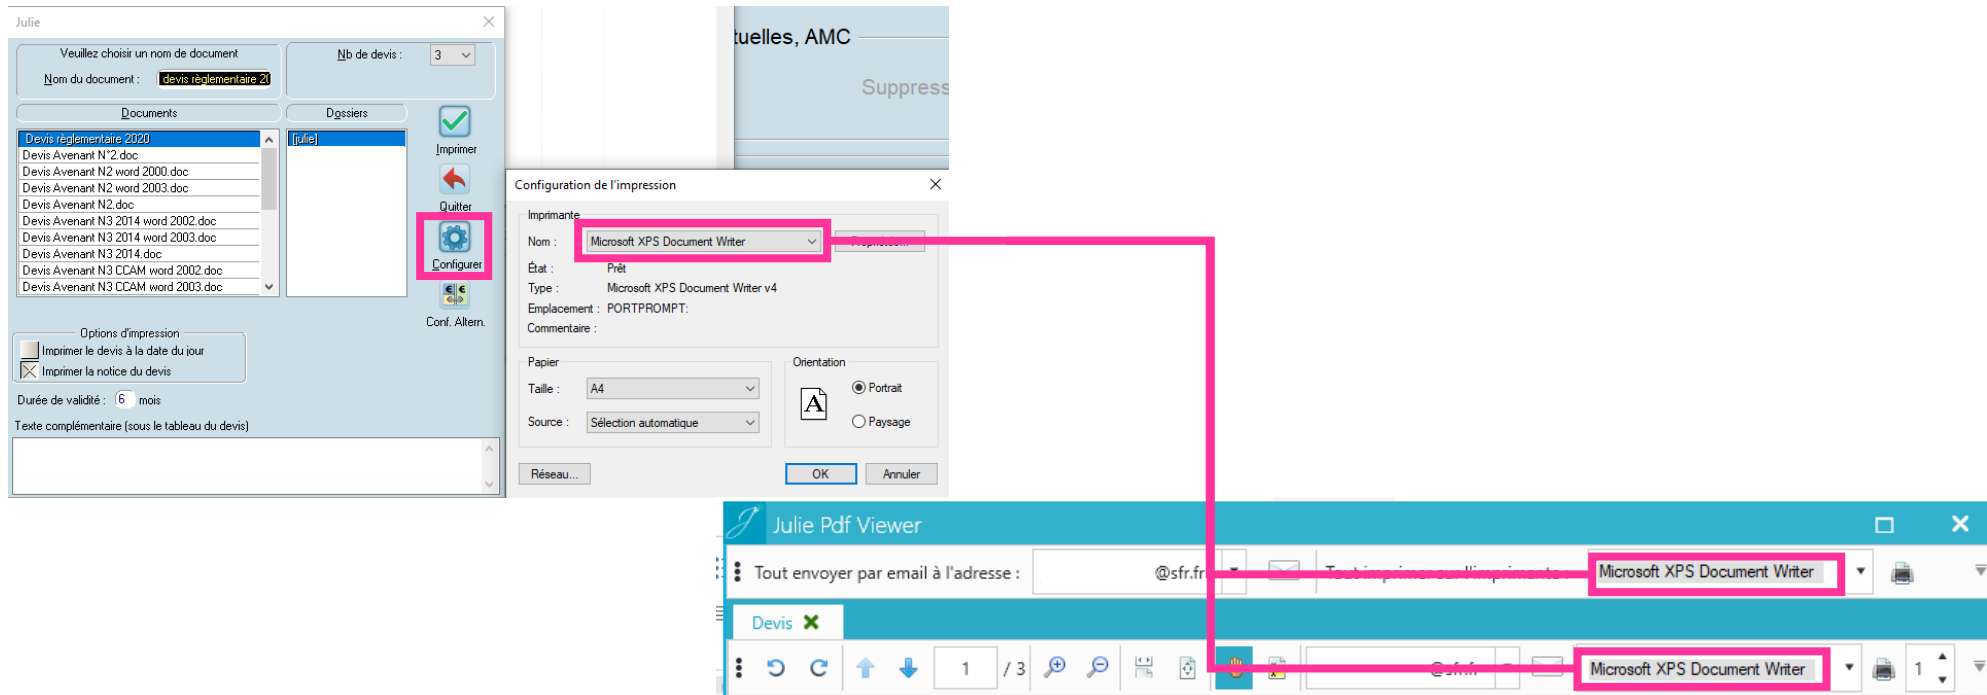 Julie
Veuillez choisir un nom de document
Nom du document :
devis règlementaire 20
Nb de devis :
3
Documents
Devis règlementaire 2020
Devis Avenant N°2.doc
Devis Avenant N2 word 2000.doc
Devis Avenant N2 word 2003.doc
Devis Avenant N2.doc
Devis Avenant N3 2014 word 2002.doc
Devis Avenant N3 2014 word 2003.doc
Devis Avenant N3 2014.doc
Devis Avenant N3 CCAM word 2002.doc
Devis Avenant N3 CCAM word 2003.doc
Dossiers
[julie]
Imprimer
Quitter
Configurer
Conf. Altern.
Options d'impression
Imprimer le devis à la date du jour
Imprimer la notice du devis
Durée de validité : 6 mois
Texte complémentaire (sous le tableau du devis)
tuelles, AMC
Suppress
Configuration de l'impression
Imprimante
Nom : Microsoft XPS Document Writer
État : Prêt
Type : Microsoft XPS Document Writer v4
Emplacement : PORTPROMPT:
Commentaire :
Papier
Taille : A4
Source : Sélection automatique
Orientation
A
Portrait
Paysage
Réseau...
OK
Annuler
Julie Pdf Viewer
Tout envoyer par email à l'adresse :
@sfr.fr
Tout imprimer sur l'imprimante :
Microsoft XPS Document Writer
Devis
1 / 3
Microsoft XPS Document Writer
1